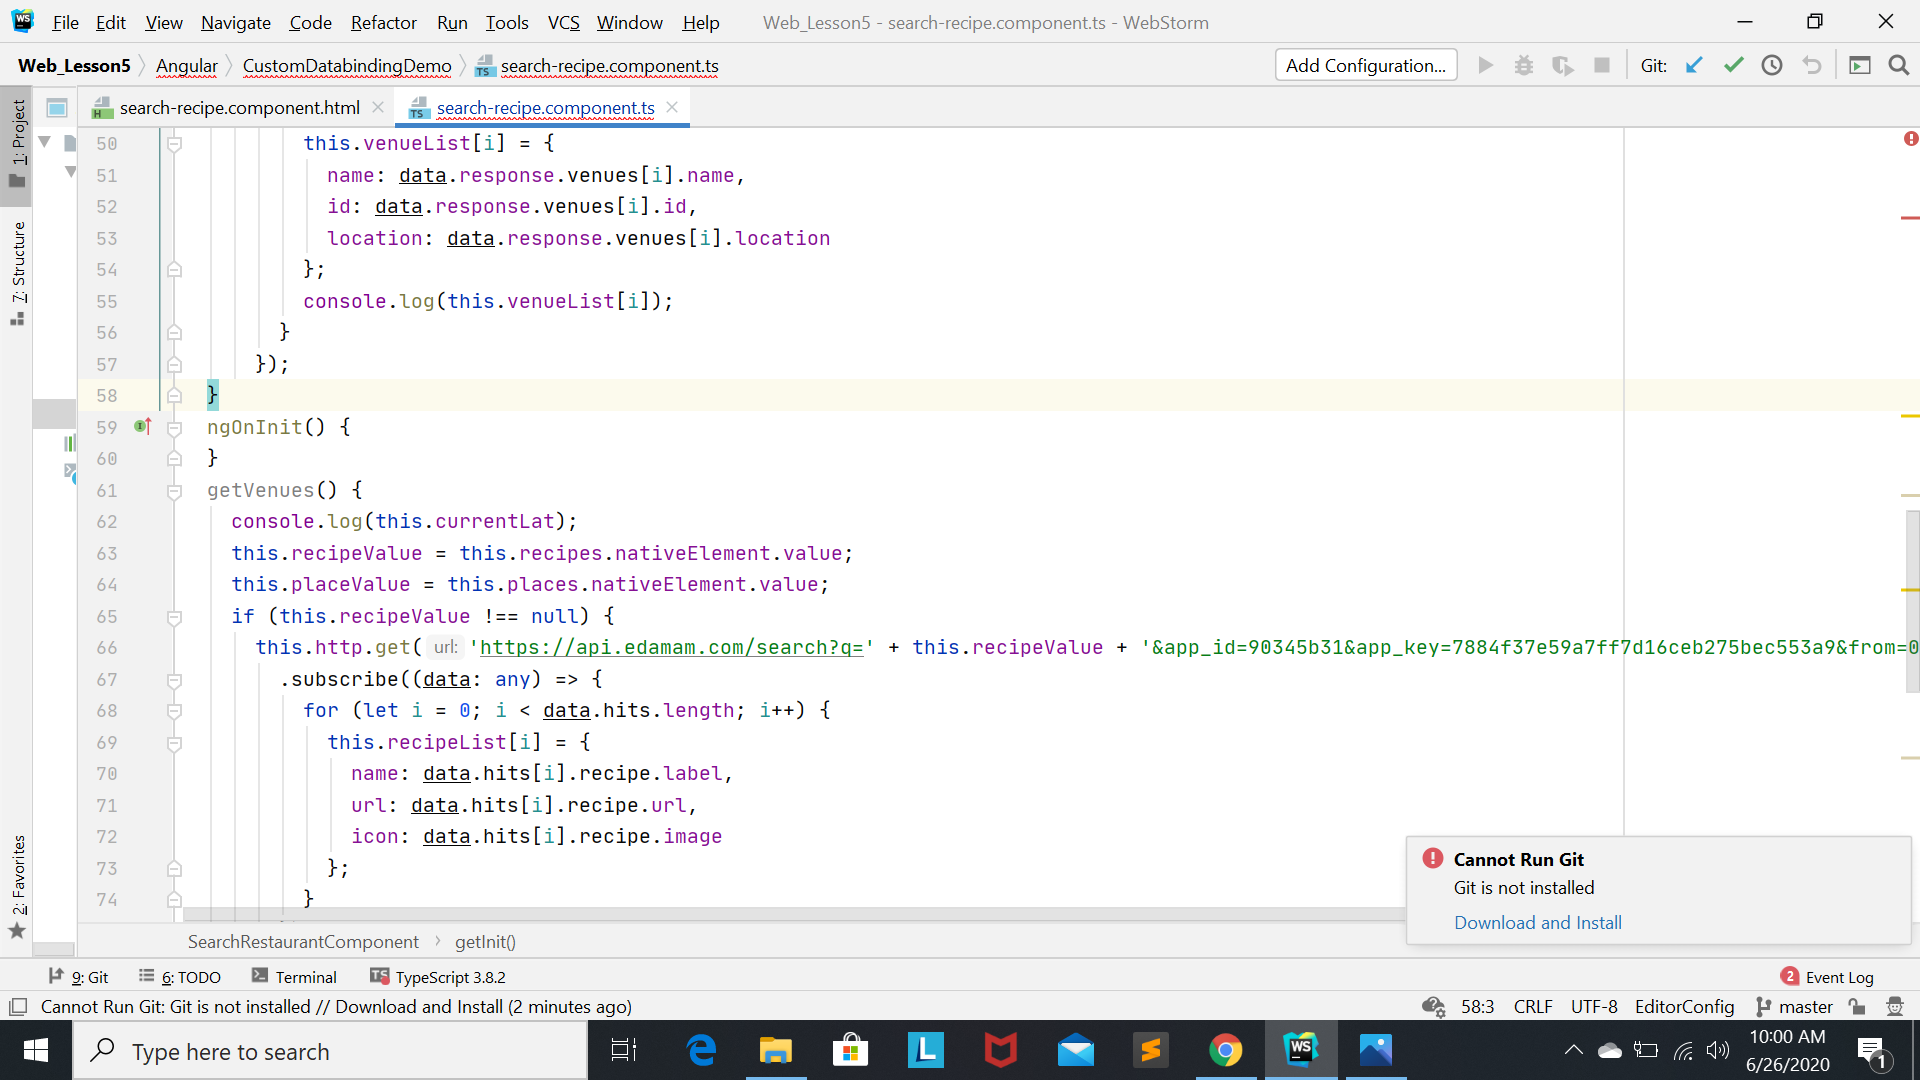 File Edit View Navigate Code Refactor Run Tools VCS Window Help Web_Lesson5 - search-recipe.component.ts - WebStorm
Web_Lesson5 Angular CustomDatabindingDemo search-recipe.component.ts Add Configuration... Git:
search-recipe.component.html search-recipe.component.ts
1: Project
7: Structure
2: Favorites
50 this.venueList[i] = {
51 name: data.response.venues[i].name,
52 id: data.response.venues[i].id,
53 location: data.response.venues[i].location
54 };
55 console.log(this.venueList[i]);
56 }
57 });
58 }
59 ngOnInit() {
60 }
61 getVenues() {
62 console.log(this.currentLat);
63 this.recipeValue = this.recipes.nativeElement.value;
64 this.placeValue = this.places.nativeElement.value;
65 if (this.recipeValue !== null) {
66 this.http.get( url: 'https://api.edamam.com/search?q=' + this.recipeValue + '&app_id=90345b31&app_key=7884f37e59a7ff7d16ceb275bec553a9&from=0
67 .subscribe((data: any) => {
68 for (let i = 0; i < data.hits.length; i++) {
69 this.recipeList[i] = {
70 name: data.hits[i].recipe.label,
71 url: data.hits[i].recipe.url,
72 icon: data.hits[i].recipe.image
73 };
74 }
Cannot Run Git
Git is not installed
Download and Install
SearchRestaurantComponent getInit()
9: Git 6: TODO Terminal TypeScript 3.8.2 2 Event Log
Cannot Run Git: Git is not installed // Download and Install (2 minutes ago) 58:3 CRLF UTF-8 EditorConfig master
Type here to search
10:00 AM
6/26/2020
1